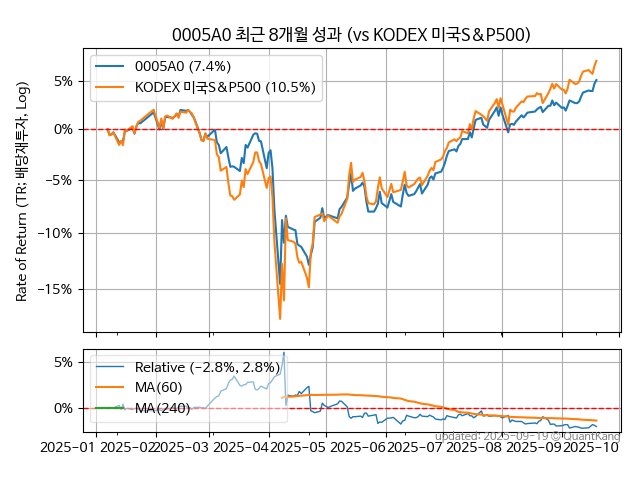 0005A0 최근 8개월 성과 (vs KODEX 미국S&P500)
0005A0 (7.4%)
KODEX 미국S&P500 (10.5%)
Rate of Return (TR: 배당재투자, Log)
5%
0%
−5%
−10%
−15%
Relative (−2.8%, 2.8%)
MA(60)
MA(240)
5%
0%
2025-01 2025-02 2025-03 2025-04 2025-05 2025-06 2025-07 2025-08 2025-09 2025-10
updated: 2025-09-19 © QuantKang